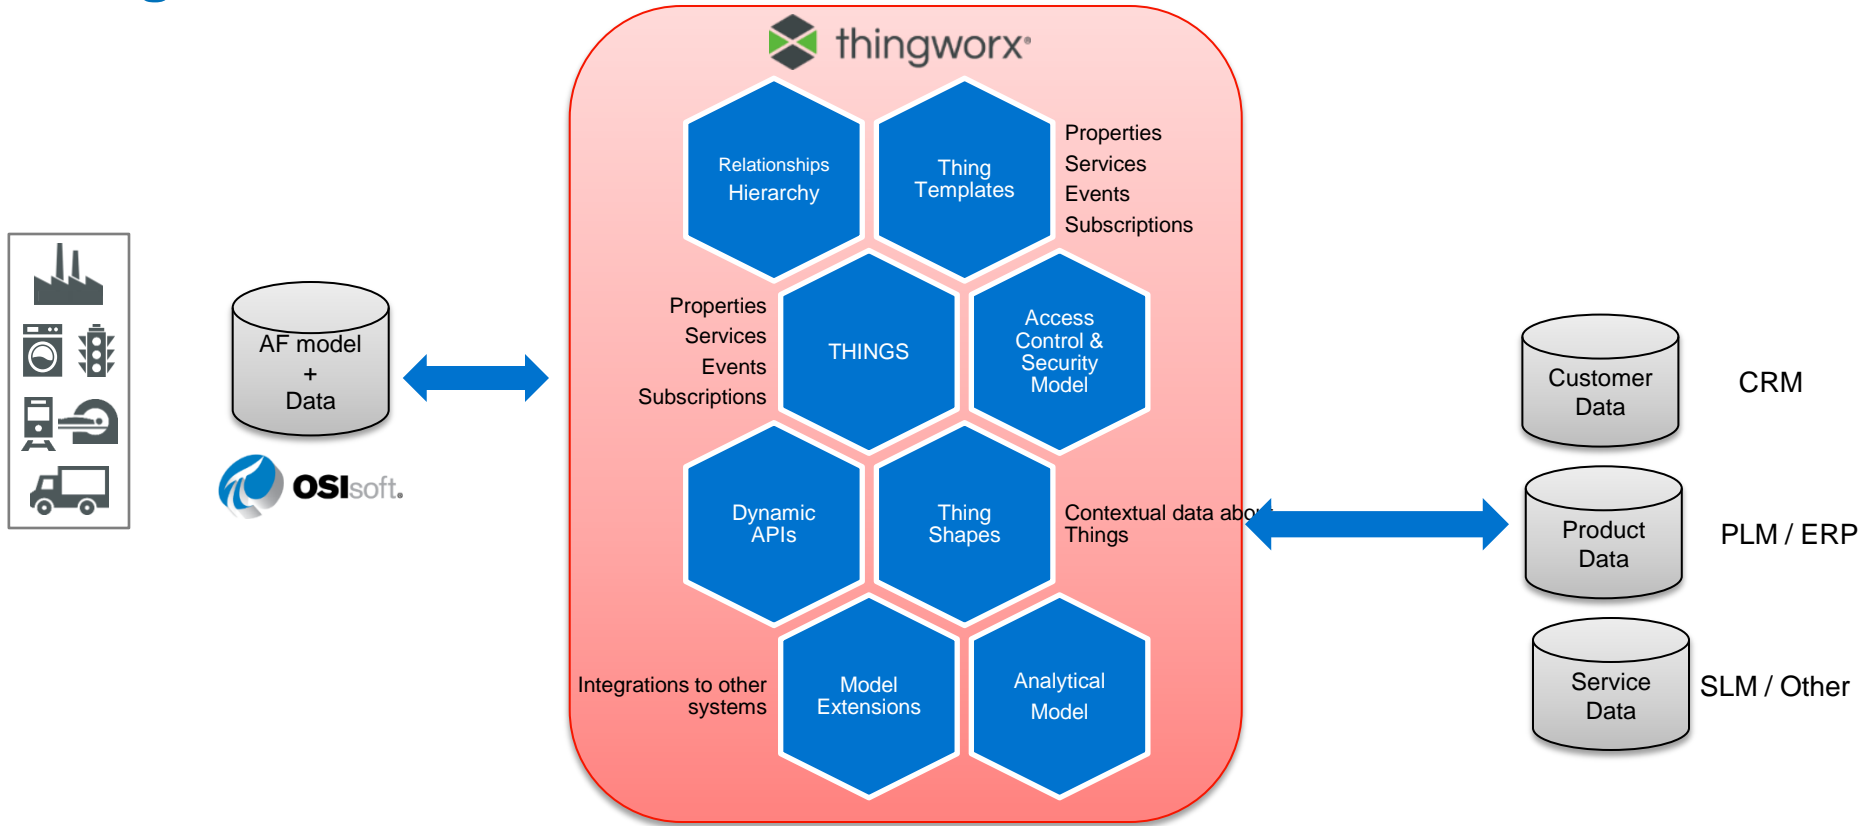 thingworx®
Relationships
Hierarchy
Thing
Templates
Properties
Services
Events
Subscriptions
Properties
Services
Events
Subscriptions
THINGS
Access
Control &
Security
Model
AF model
+
Data
OSIsoft.
Dynamic
APIs
Thing
Shapes
Contextual data about
Things
Integrations to other
systems
Model
Extensions
Analytical
Model
Customer
Data
CRM
Product
Data
PLM / ERP
Service
Data
SLM / Other